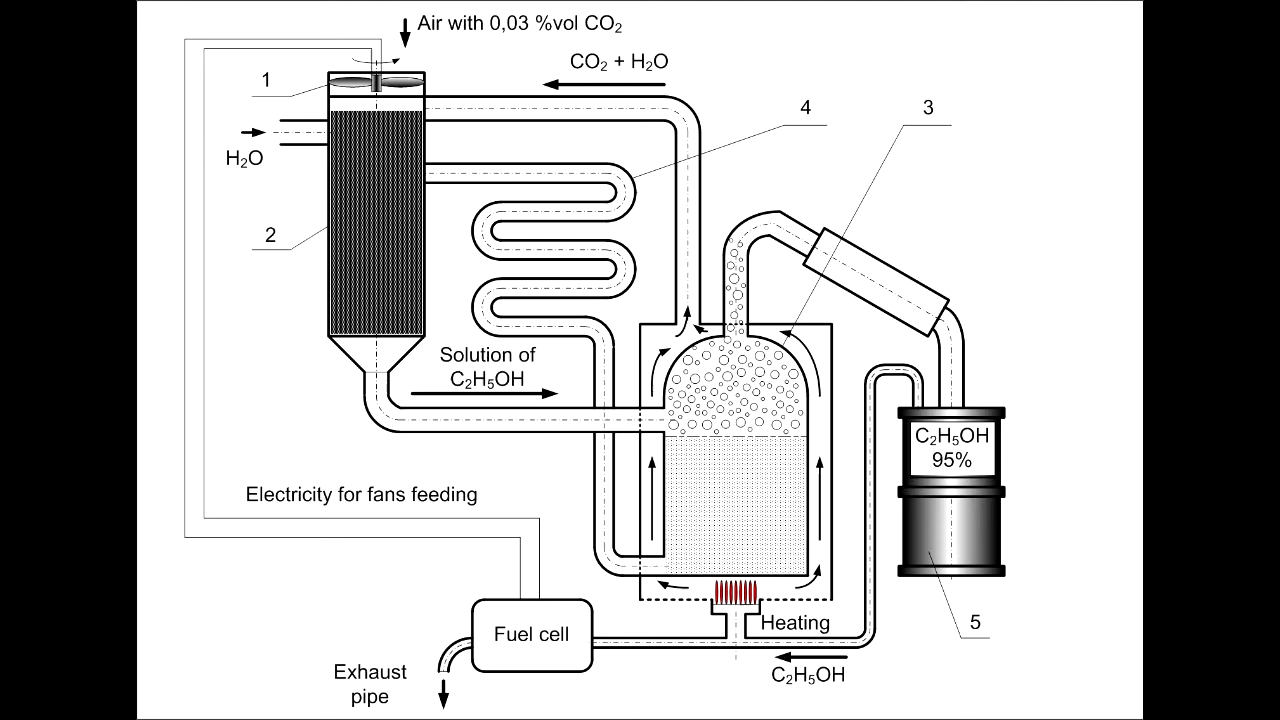 Air with 0,03 %vol CO₂
CO₂ + H₂O
1
4
3
H₂O
2
Solution of
C₂H₅OH
C₂H₅OH
95%
Electricity for fans feeding
Fuel cell
Heating
5
Exhaust
pipe
C₂H₅OH